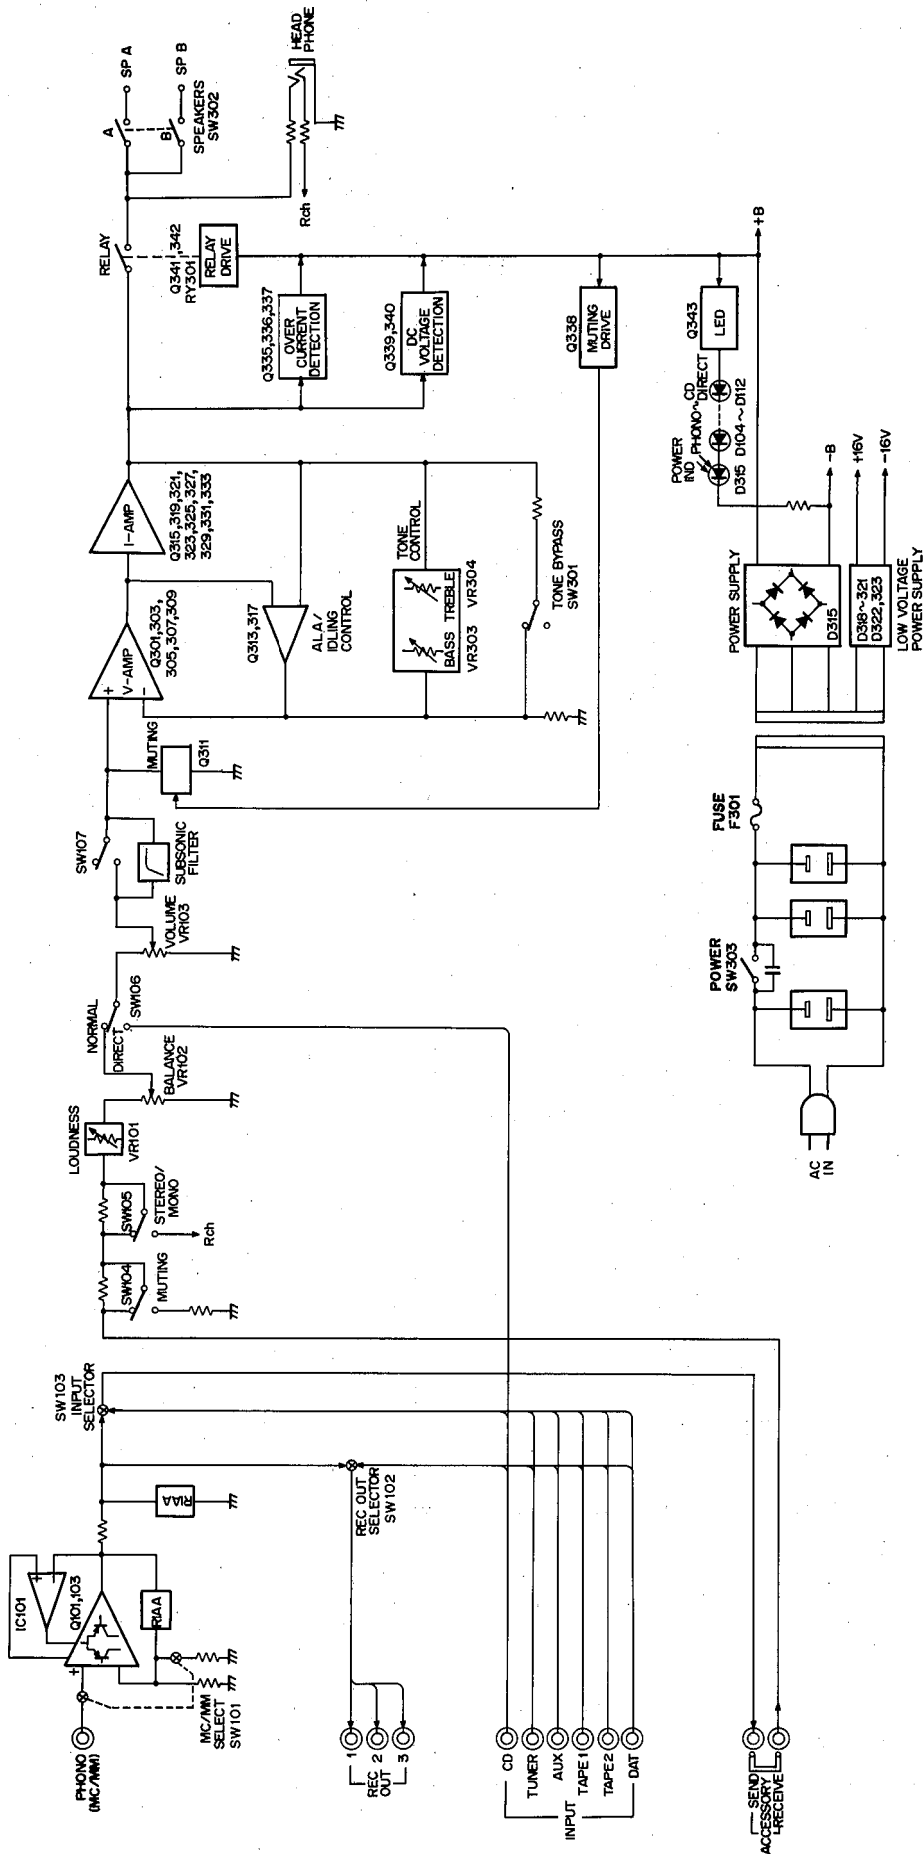 PHONO
(MC/MM)
MC/MM
SELECT
SW101
+
IC101
Q101,103
RIAA
RIAA
SW103
INPUT
SELECTOR
REC OUT
SELECTOR
SW102
1
2
3
REC
OUT
CD
TUNER
AUX
TAPE1
TAPE2
DAT
INPUT
SEND
ACCESSORY
RECEIVE
SW104
MUTING
SW105
STEREO/
MONO
Rch
LOUDNESS
VR101
BALANCE
VR102
NORMAL
DIRECT
SW106
VOLUME
VR103
SW107
SUBSONIC
FILTER
MUTING
Q311
+
V-AMP
-
Q301,303,
305,307,309
I-AMP
Q315,319,321,
323,325,327,
329,331,333
Q313,317
ALA/
IDLING
CONTROL
TONE
CONTROL
BASS TREBLE
VR303 VR304
TONE BYPASS
SW301
RELAY
Q341,342
RY301
RELAY
DRIVE
Q335,336,337
OVER
CURRENT
DETECTION
Q339,340
DC
VOLTAGE
DETECTION
Q338
MUTING
DRIVE
A
B
SP A
SP B
SPEAKERS
SW302
HEAD
PHONE
Rch
Q343
LED
POWER
IND
PHONO~CD
DIRECT
D315 D104~D112
+B
-B
+16V
-16V
POWER SUPPLY
D315
D318~321
D322,323
LOW VOLTAGE
POWER SUPPLY
FUSE
F301
POWER
SW303
AC
IN